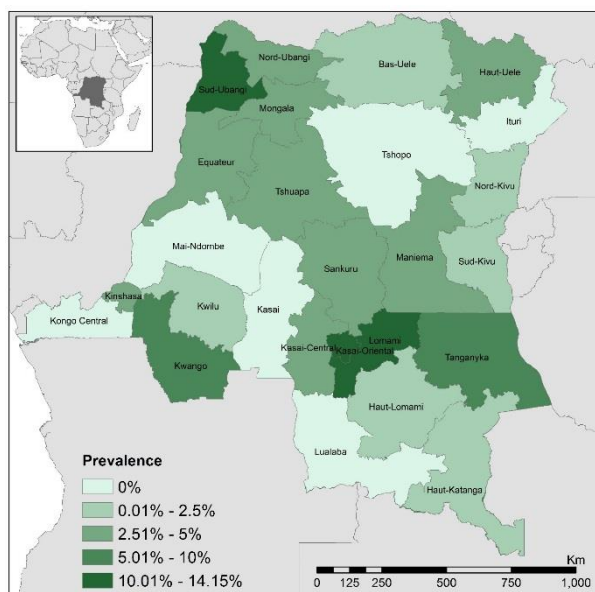 Nord-Ubangi
Bas-Uele
Haut-Uele
Sud-Ubangi
Mongala
Ituri
Tshopo
Equateur
Tshuapa
Nord-Kivu
Mai-Ndombe
Sankuru
Maniema
Sud-Kivu
Kinshasa
Kwilu
Kasai
Kongo Central
Kasai-Central
Lomami
Kasai-Oriental
Tanganyka
Kwango
Haut-Lomami
Lualaba
Haut-Katanga
Prevalence
0%
0.01% - 2.5%
2.51% - 5%
5.01% - 10%
10.01% - 14.15%
Km
0 125 250 500 750 1,000